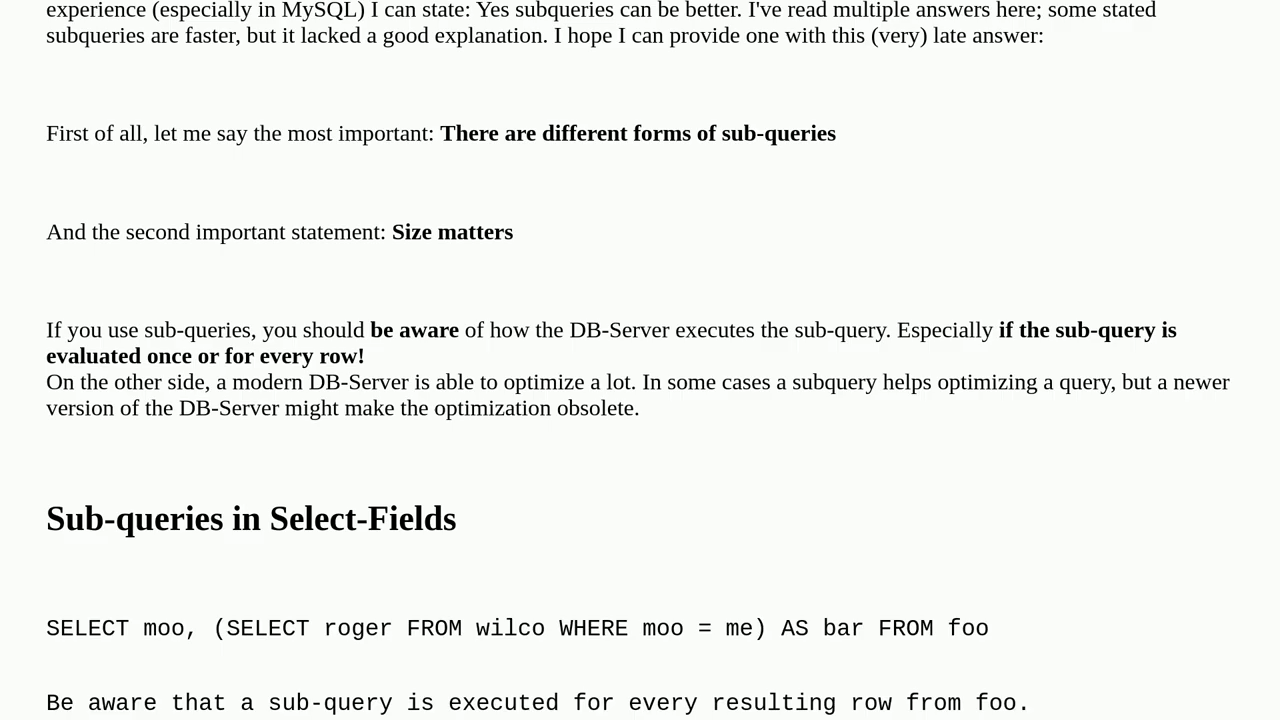 experience (especially in MySQL) I can state: Yes subqueries can be better. I've read multiple answers here; some stated
subqueries are faster, but it lacked a good explanation. I hope I can provide one with this (very) late answer:
First of all, let me say the most important: There are different forms of sub-queries
And the second important statement: Size matters
If you use sub-queries, you should be aware of how the DB-Server executes the sub-query. Especially if the sub-query is
evaluated once or for every row!
On the other side, a modern DB-Server is able to optimize a lot. In some cases a subquery helps optimizing a query, but a newer
version of the DB-Server might make the optimization obsolete.
Sub-queries in Select-Fields
SELECT moo, (SELECT roger FROM wilco WHERE moo = me) AS bar FROM foo
Be aware that a sub-query is executed for every resulting row from foo.